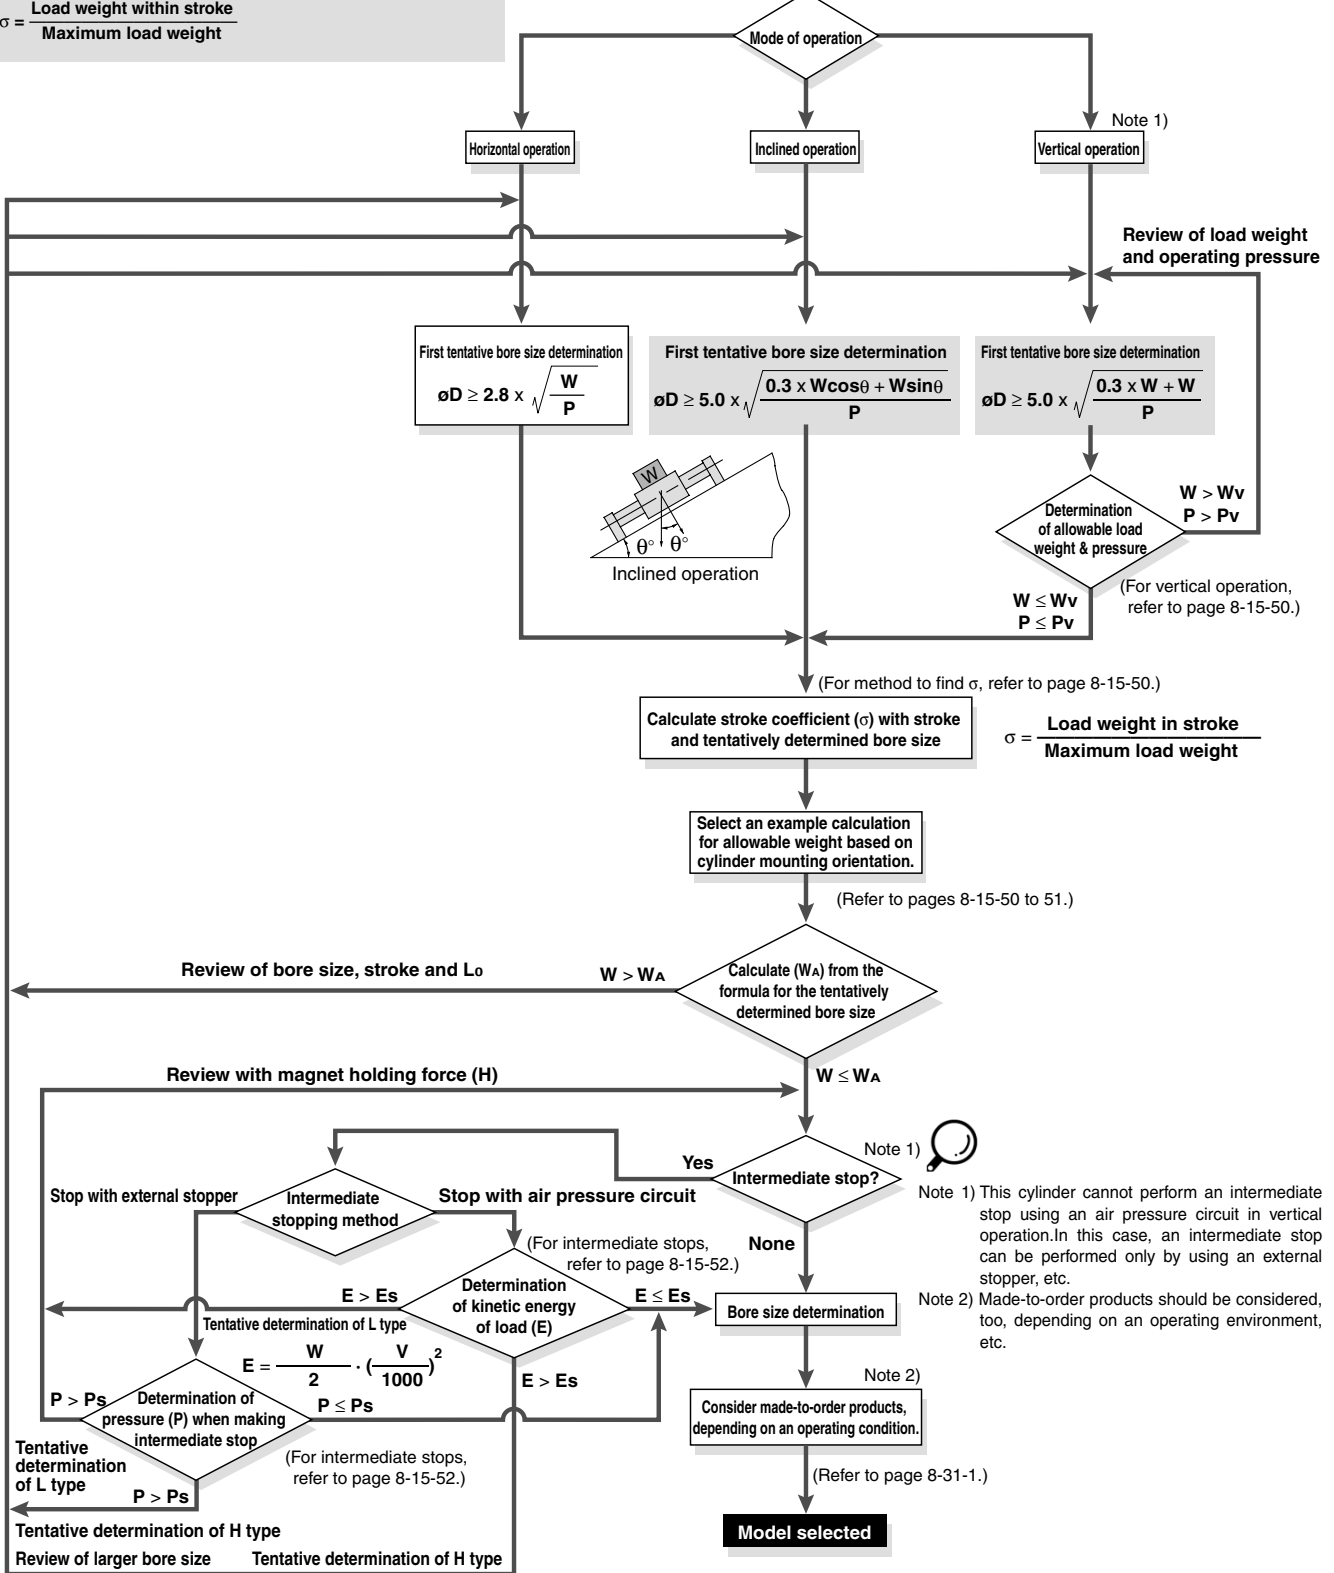 σ = Load weight within stroke
Maximum load weight
Mode of operation
Note 1)
Horizontal operation
Inclined operation
Vertical operation
Review of load weight
and operating pressure
First tentative bore size determination
øD ≥ 2.8 x √ W
P
First tentative bore size determination
øD ≥ 5.0 x √ 0.3 x Wcosθ + Wsinθ
P
First tentative bore size determination
øD ≥ 5.0 x √ 0.3 x W + W
P
W
θ° θ°
Inclined operation
Determination
of allowable load
weight & pressure
W > Wv
P > Pv
(For vertical operation,
refer to page 8-15-50.)
W ≤ Wv
P ≤ Pv
(For method to find σ, refer to page 8-15-50.)
Calculate stroke coefficient (σ) with stroke
and tentatively determined bore size
σ = Load weight in stroke
Maximum load weight
Select an example calculation
for allowable weight based on
cylinder mounting orientation.
(Refer to pages 8-15-50 to 51.)
Review of bore size, stroke and L0
W > WA
Calculate (WA) from the
formula for the tentatively
determined bore size
W ≤ WA
Review with magnet holding force (H)
Note 1)
Yes
Intermediate stop?
None
Stop with external stopper
Intermediate
stopping method
Stop with air pressure circuit
(For intermediate stops,
refer to page 8-15-52.)
Determination
of kinetic energy
of load (E)
E > Es
E ≤ Es
Tentative determination of L type
E = W
2
· ( V
1000
) 2
E > Es
Bore size determination
Note 2)
Consider made-to-order products,
depending on an operating condition.
(Refer to page 8-31-1.)
Model selected
P > Ps
Determination of
pressure (P) when making
intermediate stop
P ≤ Ps
(For intermediate stops,
refer to page 8-15-52.)
Tentative
determination
of L type
P > Ps
Tentative determination of H type
Review of larger bore size
Tentative determination of H type
Note 1) This cylinder cannot perform an intermediate
stop using an air pressure circuit in vertical
operation.In this case, an intermediate stop
can be performed only by using an external
stopper, etc.
Note 2) Made-to-order products should be considered,
too, depending on an operating environment,
etc.